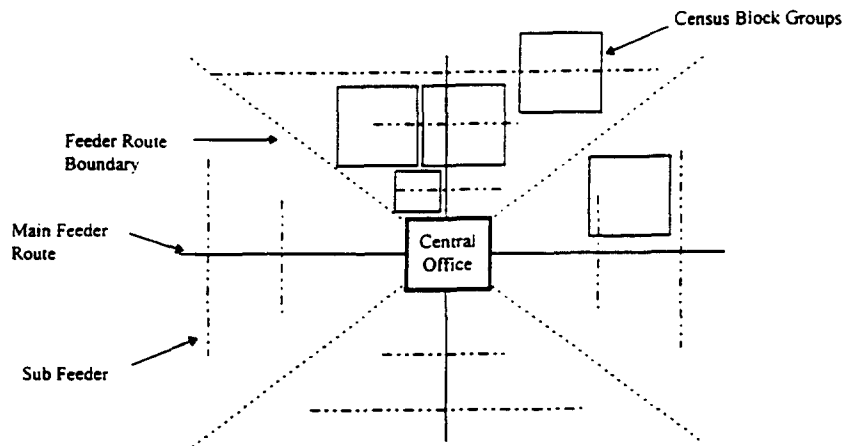 Census Block Groups
Feeder Route
Boundary
Main Feeder
Route
Central
Office
Sub Feeder